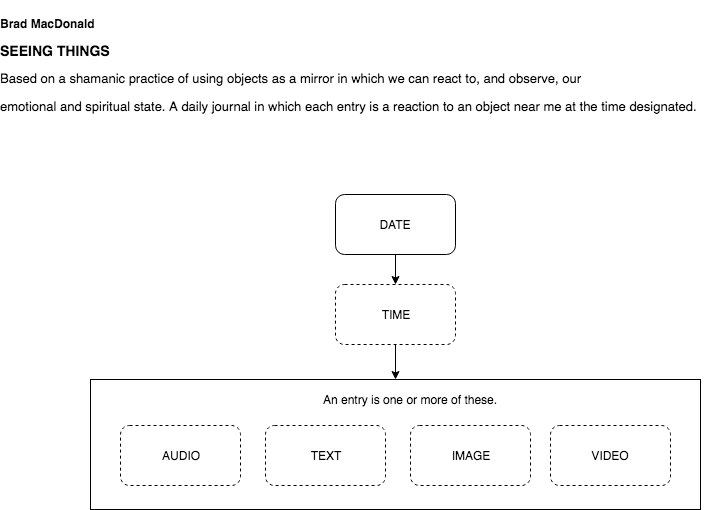 Brad MacDonald
SEEING THINGS
Based on a shamanic practice of using objects as a mirror in which we can react to, and observe, our
emotional and spiritual state. A daily journal in which each entry is a reaction to an object near me at the time designated.
DATE
TIME
An entry is one or more of these.
AUDIO
TEXT
IMAGE
VIDEO